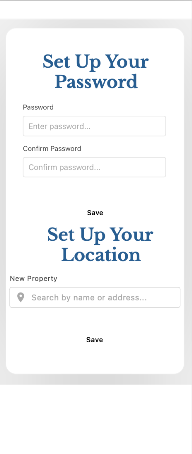 Set Up Your
Password
Password
Enter password...
Confirm Password
Confirm password...
Save
Set Up Your
Location
New Property
Search by name or address...
Save